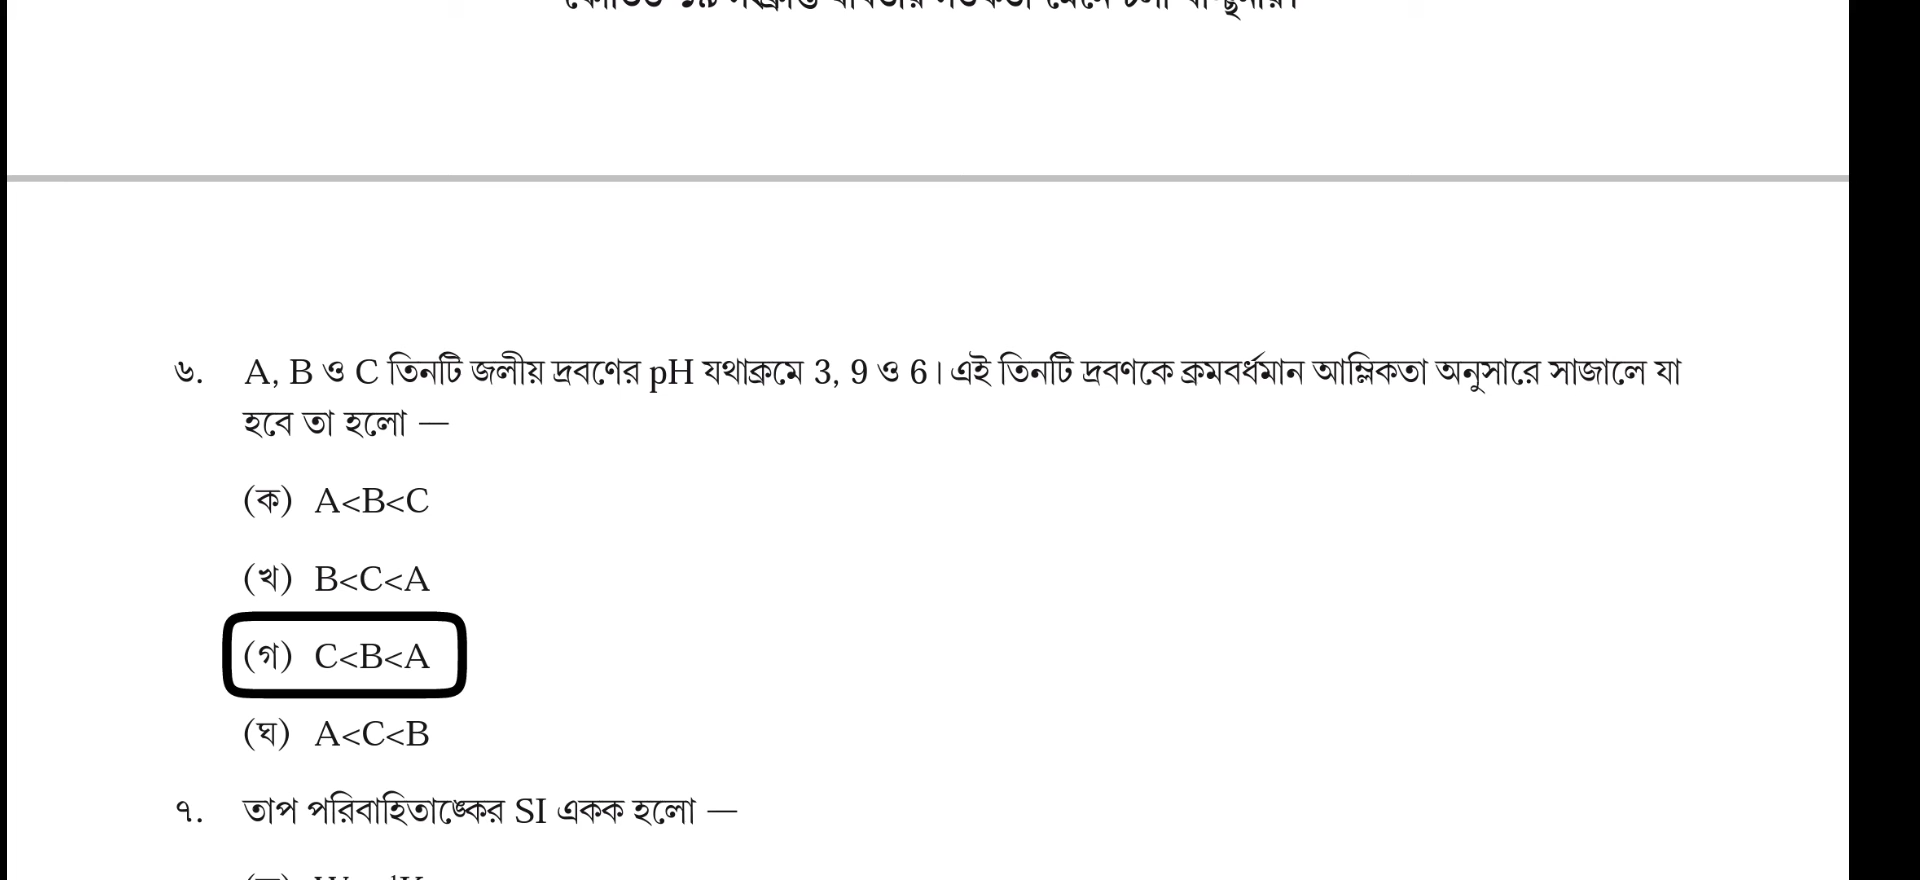 ৬. A, B ও C তিনটি জলীয় দ্রবণের pH যথাক্রমে 3, 9 ও 6। এই তিনটি দ্রবণকে ক্রমবর্ধমান আম্লিকতা অনুসারে সাজালে যা
হবে তা হলো —
(ক) A<B<C
(খ) B<C<A
(গ) C<B<A
(ঘ) A<C<B
৭. তাপ পরিবাহিতাঙ্কের SI একক হলো —